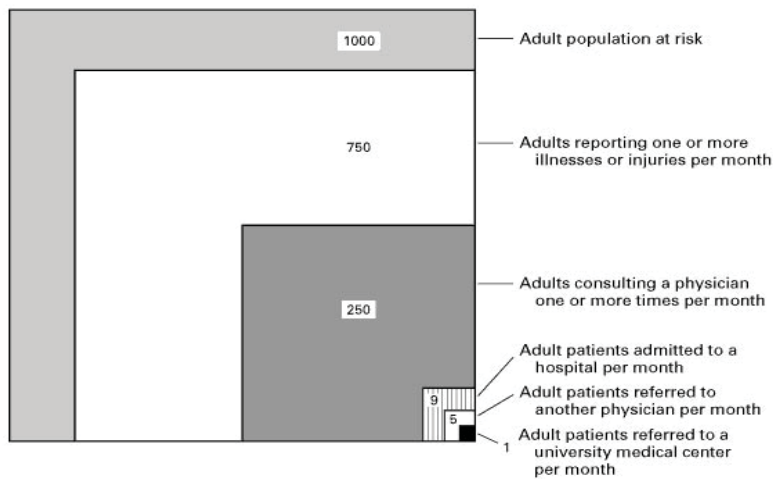 1000
Adult population at risk
750
Adults reporting one or more
illnesses or injuries per month
250
Adults consulting a physician
one or more times per month
Adult patients admitted to a
hospital per month
9
Adult patients referred to
another physician per month
5
1
Adult patients referred to a
university medical center
per month